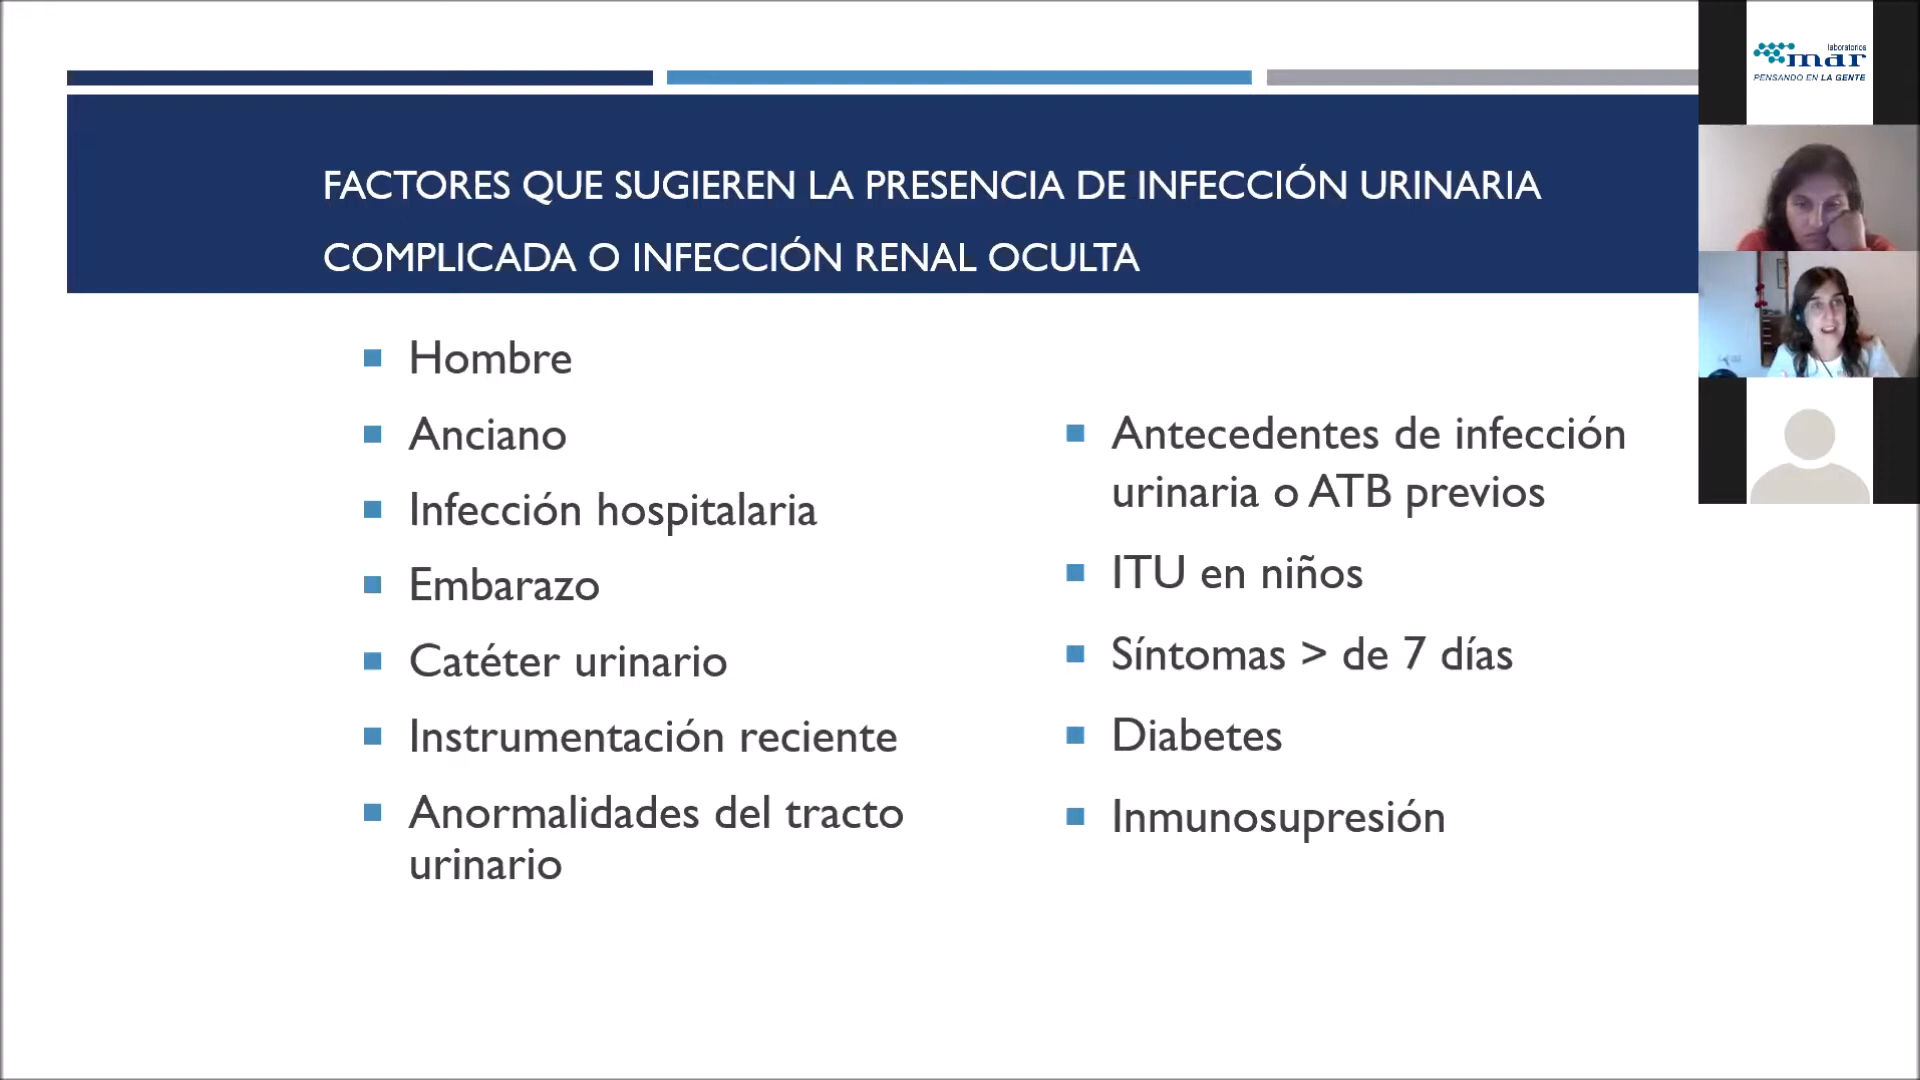 FACTORES QUE SUGIEREN LA PRESENCIA DE INFECCIÓN URINARIA
COMPLICADA O INFECCIÓN RENAL OCULTA
Hombre
Anciano
Infección hospitalaria
Embarazo
Catéter urinario
Instrumentación reciente
Anormalidades del tracto
urinario
Antecedentes de infección
urinaria o ATB previos
ITU en niños
Síntomas > de 7 días
Diabetes
Inmunosupresión
laboratorios
mar
PENSANDO EN LA GENTE